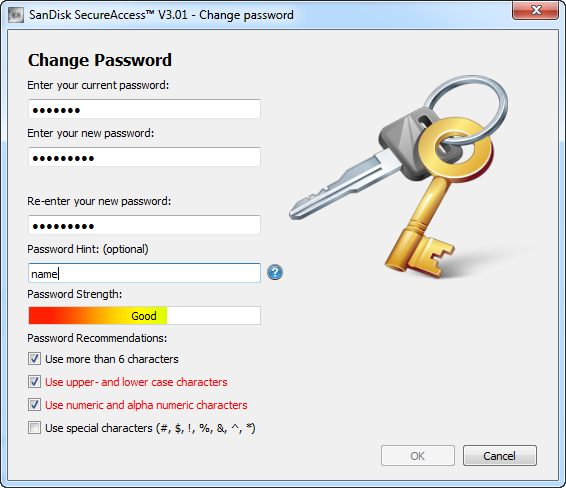 SanDisk SecureAccess™ V3.01 - Change password
Change Password
Enter your current password:
●●●●●●●
Enter your new password:
●●●●●●●●●
Re-enter your new password:
●●●●●●●●●
Password Hint: (optional)
name
?
Password Strength:
Good
Password Recommendations:
Use more than 6 characters
Use upper- and lower case characters
Use numeric and alpha numeric characters
Use special characters (#, $, !, %, &, ^, *)
OK Cancel